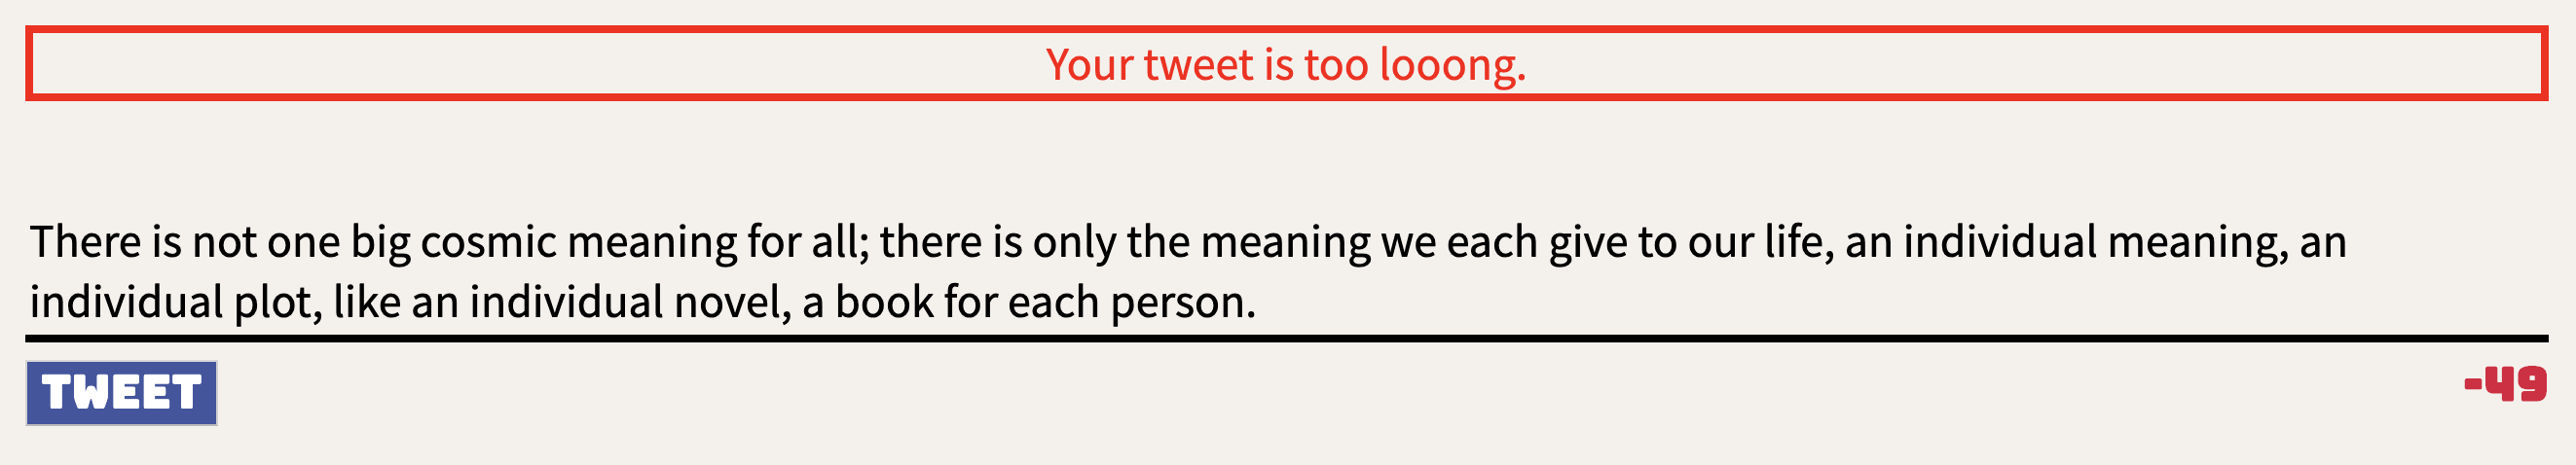 Your tweet is too looong.
There is not one big cosmic meaning for all; there is only the meaning we each give to our life, an individual meaning, an
individual plot, like an individual novel, a book for each person.
TWEET
-49